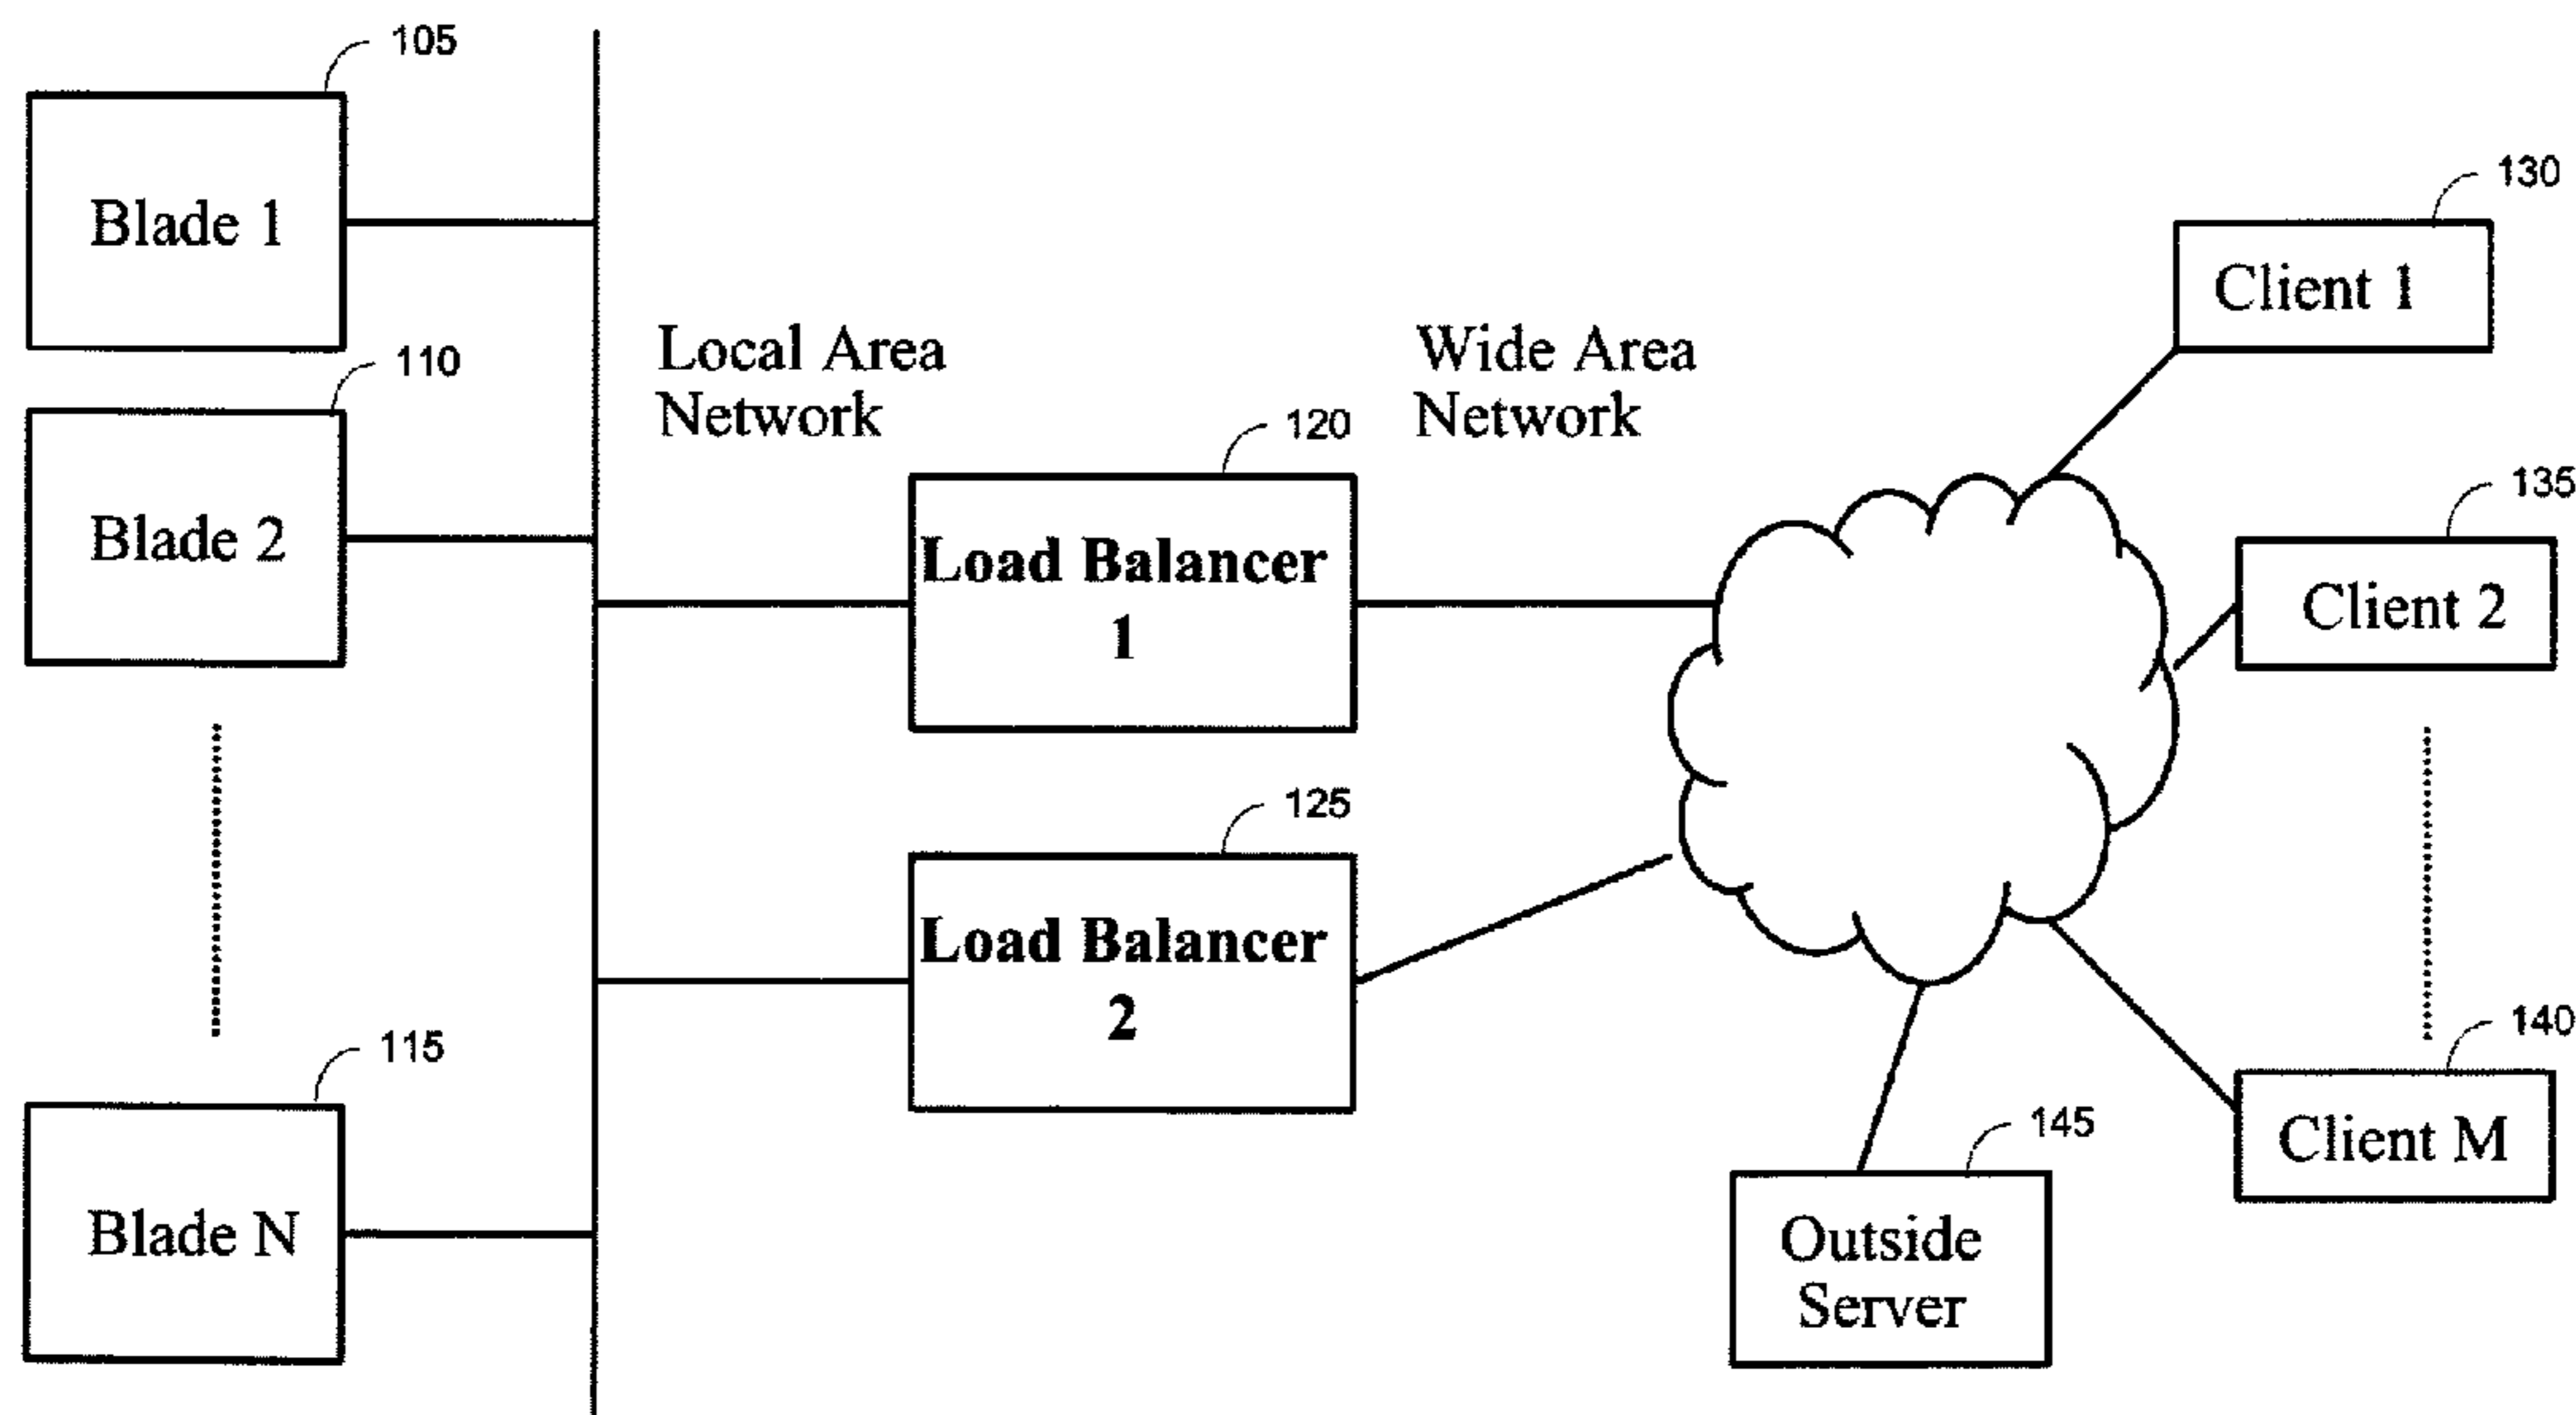 105
Blade 1
110
Blade 2
115
Blade N
Local Area
Network
120
Load Balancer
1
125
Load Balancer
2
Wide Area
Network
130
Client 1
135
Client 2
140
Client M
145
Outside
Server